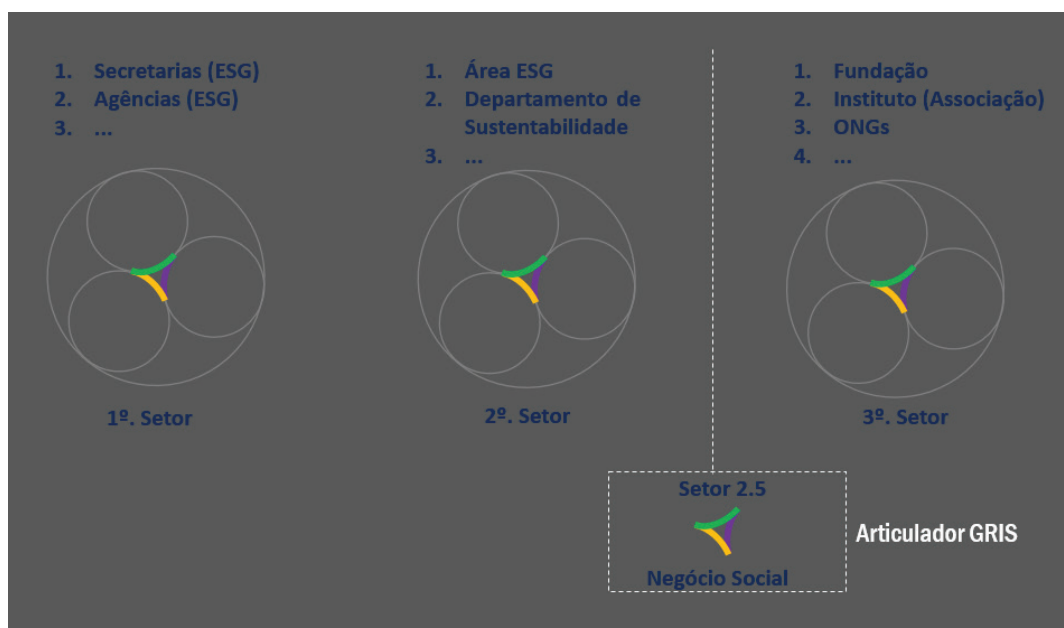 1. Secretarias (ESG)
2. Agências (ESG)
3. ...
1. Área ESG
2. Departamento de
Sustentabilidade
3. ...
1. Fundação
2. Instituto (Associação)
3. ONGs
4. ...
1º. Setor
2º. Setor
3º. Setor
Setor 2.5
Negócio Social
Articulador GRIS